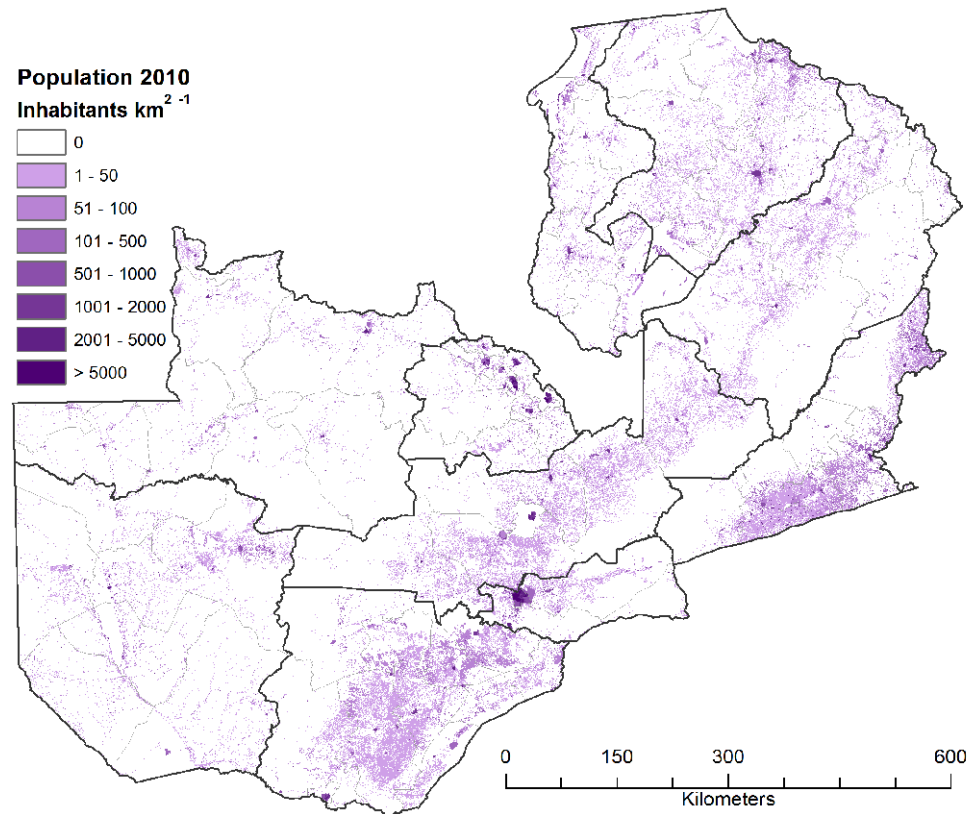 Population 2010
Inhabitants km² ⁻¹
0
1 - 50
51 - 100
101 - 500
501 - 1000
1001 - 2000
2001 - 5000
> 5000
0 150 300 600
Kilometers